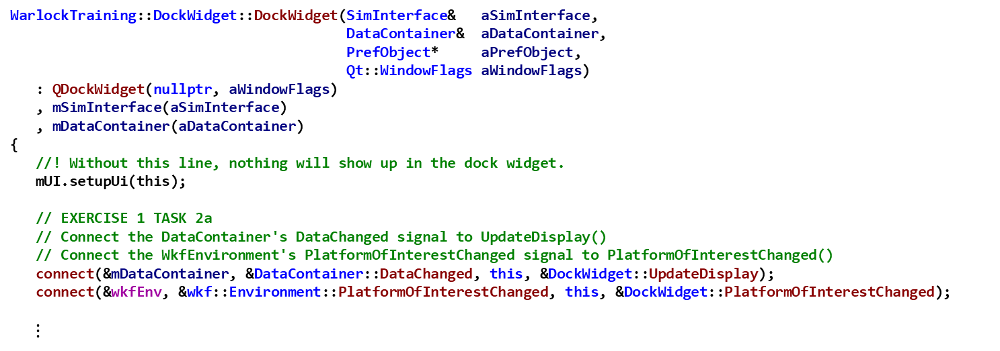 WarlockTraining::DockWidget::DockWidget(SimInterface&   aSimInterface,
                                        DataContainer&  aDataContainer,
                                        PrefObject*     aPrefObject,
                                        Qt::WindowFlags aWindowFlags)
   : QDockWidget(nullptr, aWindowFlags)
   , mSimInterface(aSimInterface)
   , mDataContainer(aDataContainer)
{
   //! Without this line, nothing will show up in the dock widget.
   mUI.setupUi(this);

   // EXERCISE 1 TASK 2a
   // Connect the DataContainer's DataChanged signal to UpdateDisplay()
   // Connect the WkfEnvironment's PlatformOfInterestChanged signal to PlatformOfInterestChanged()
   connect(&mDataContainer, &DataContainer::DataChanged, this, &DockWidget::UpdateDisplay);
   connect(&wkfEnv, &wkf::Environment::PlatformOfInterestChanged, this, &DockWidget::PlatformOfInterestChanged);

   ⋮